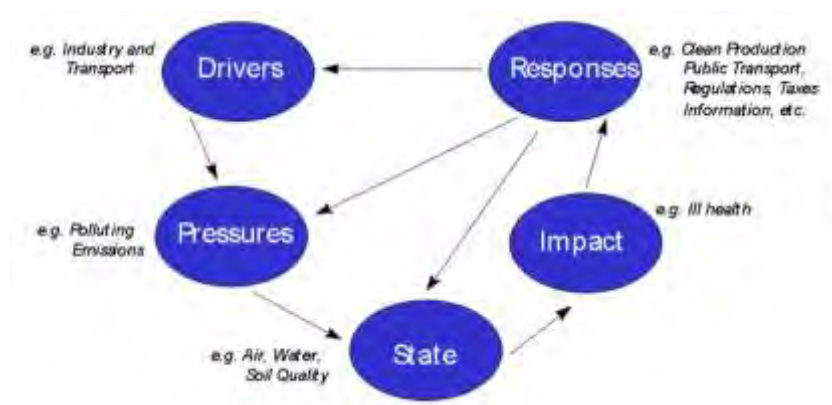 e.g. Industry and
Transport
Drivers
Responses
e.g. Clean Production
Public Transport,
Regulations, Taxes
Information, etc.
e.g. Polluting
Emissions
Pressures
Impact
e.g. Ill health
e.g. Air, Water,
Soil Quality
State